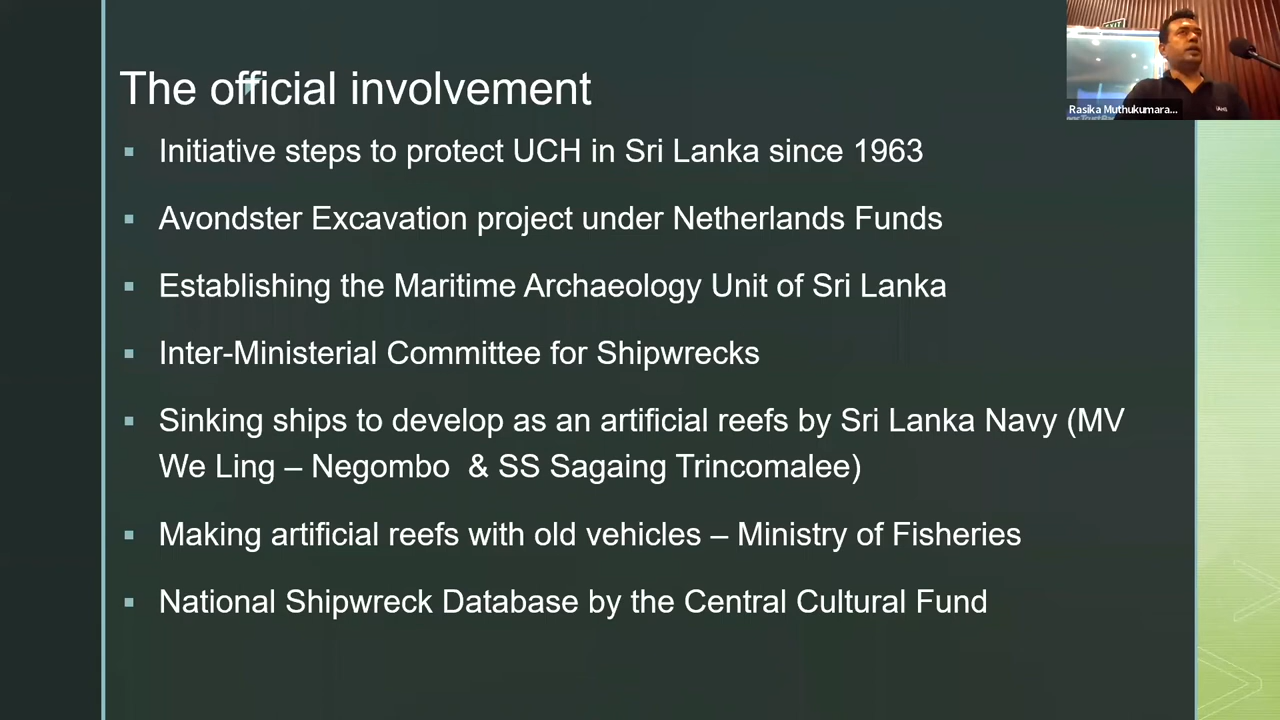 The official involvement
▪ Initiative steps to protect UCH in Sri Lanka since 1963
▪ Avondster Excavation project under Netherlands Funds
▪ Establishing the Maritime Archaeology Unit of Sri Lanka
▪ Inter-Ministerial Committee for Shipwrecks
▪ Sinking ships to develop as an artificial reefs by Sri Lanka Navy (MV
We Ling – Negombo & SS Sagaing Trincomalee)
▪ Making artificial reefs with old vehicles – Ministry of Fisheries
▪ National Shipwreck Database by the Central Cultural Fund
EXIT
Rasika Muthukumara...